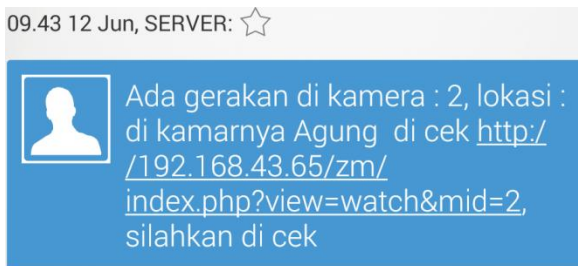 09.43 12 Jun, SERVER:
Ada gerakan di kamera : 2, lokasi :
di kamarnya Agung  di cek http:/
/192.168.43.65/zm/
index.php?view=watch&mid=2,
silahkan di cek